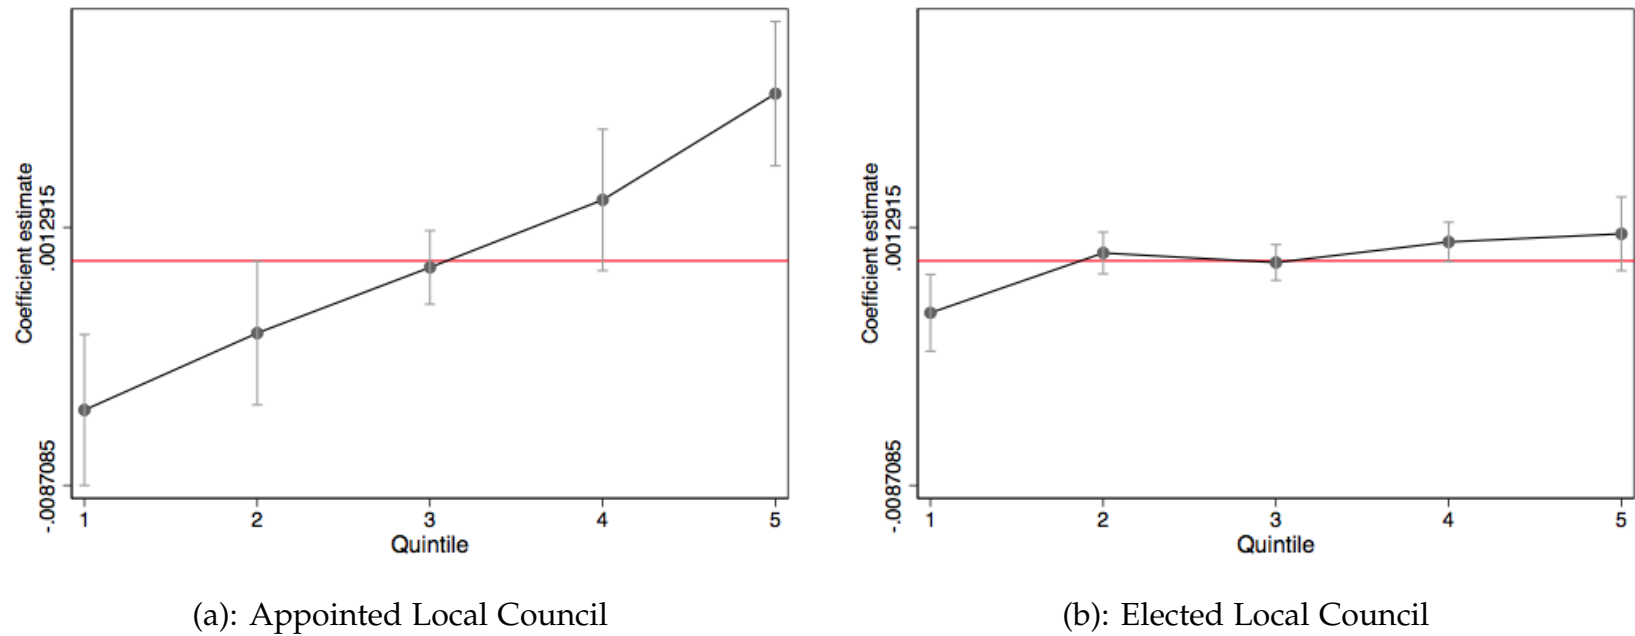 Coefficient estimate
.0012915
-.0087085
1 2 3 4 5
Quintile
(a): Appointed Local Council
Coefficient estimate
.0012915
-.0087085
1 2 3 4 5
Quintile
(b): Elected Local Council